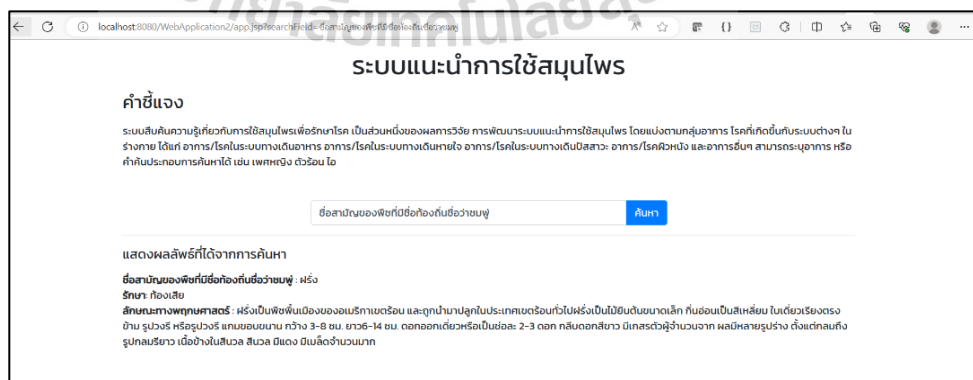 localhost:8080/WebApplication2/app.jsp?searchField=ชื่อสามัญของพืชที่มีชื่อท้องถิ่นชื่อว่าชมพู่
ระบบแนะนำการใช้สมุนไพร
คำชี้แจง
ระบบสืบค้นความรู้เกี่ยวกับการใช้สมุนไพรเพื่อรักษาโรค เป็นส่วนหนึ่งของผลการวิจัย การพัฒนาระบบแนะนำการใช้สมุนไพร โดยแบ่งตามกลุ่มอาการ โรคที่เกิดขึ้นกับระบบต่างๆ ใน
ร่างกาย ได้แก่ อาการ/โรคในระบบทางเดินอาหาร อาการ/โรคในระบบทางเดินหายใจ อาการ/โรคในระบบทางเดินปัสสาวะ อาการ/โรคผิวหนัง และอาการอื่นๆ สามารถระบุอาการ หรือ
คำค้นประกอบการค้นหาได้ เช่น เพศหญิง ตัวร้อน ไอ
ชื่อสามัญของพืชที่มีชื่อท้องถิ่นชื่อว่าชมพู่
ค้นหา
แสดงผลลัพธ์ที่ได้จากการค้นหา
ชื่อสามัญของพืชที่มีชื่อท้องถิ่นชื่อว่าชมพู่ : ฝรั่ง
รักษา: ท้องเสีย
ลักษณะทางพฤกษศาสตร์ : ฝรั่งเป็นพืชพื้นเมืองของอเมริกาเขตร้อน และถูกนำมาปลูกในประเทศเขตร้อนทั่วไปฝรั่งเป็นไม้ยืนต้นขนาดเล็ก กิ่นอ่อนเป็นสี่เหลี่ยม ใบเดี่ยวเรียงตรง
ข้าม รูปวงรี หรือรูปวงรี แกมขอบขนาน กว้าง 3-8 ซม. ยาว6-14 ซม. ดอกออกเดี่ยวหรือเป็นช่อละ 2-3 ดอก กลีบดอกสีขาว มีเกสรตัวผู้จำนวนจาก ผลมีหลายรูปร่าง ตั้งแต่กลมถึง
รูปกลมรียาว เนื้อข้างในสีนวล สีนวล มีแดง มีเมล็ดจำนวนมาก